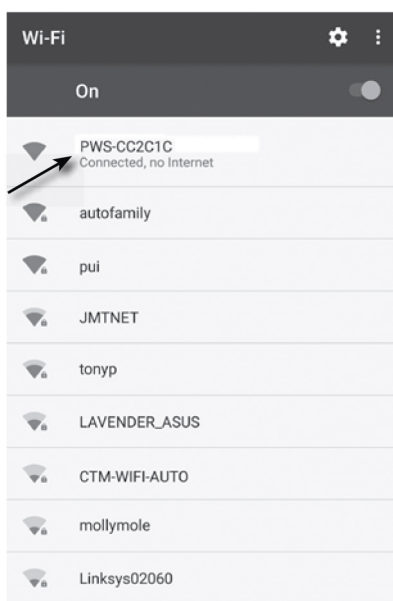 Wi-Fi
On
PWS-CC2C1C
Connected, no Internet
autofamily
pui
JMTNET
tonyp
LAVENDER_ASUS
CTM-WIFI-AUTO
mollymole
Linksys02060